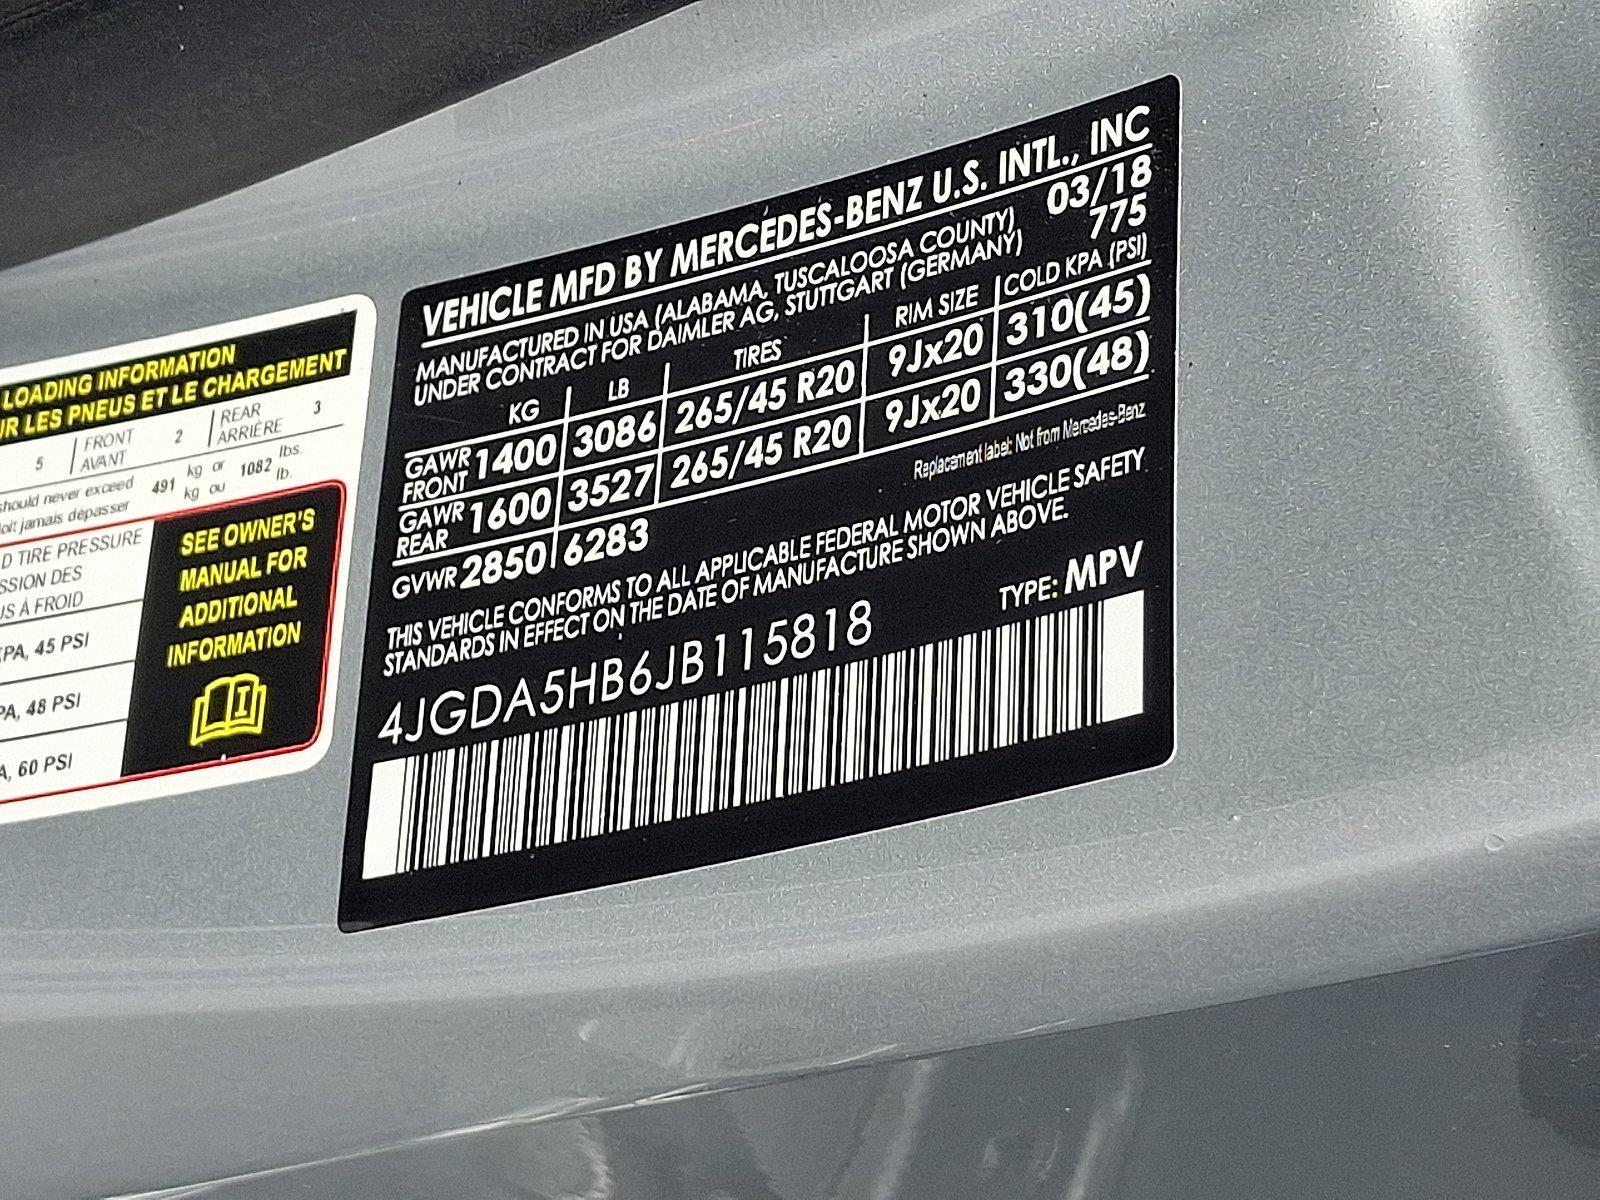 LOADING INFORMATION
UR LES PNEUS ET LE CHARGEMENT
5 FRONT AVANT 2 REAR ARRIÈRE 3
should never exceed 491 kg or 1082 lbs.
oit jamais dépasser kg ou lb.
D TIRE PRESSURE
SSION DES
US À FROID
KPA, 45 PSI
PA, 48 PSI
A, 60 PSI
SEE OWNER'S
MANUAL FOR
ADDITIONAL
INFORMATION
VEHICLE MFD BY MERCEDES-BENZ U.S. INTL., INC
MANUFACTURED IN USA (ALABAMA, TUSCALOOSA COUNTY) 03/18
UNDER CONTRACT FOR DAIMLER AG, STUTTGART (GERMANY) 775
KG LB TIRES RIM SIZE COLD KPA (PSI)
GAWR FRONT 1400 3086 265/45 R20 9Jx20 310(45)
GAWR REAR 1600 3527 265/45 R20 9Jx20 330(48)
GVWR 2850 6283
Replacement label: Not from Mercedes-Benz
THIS VEHICLE CONFORMS TO ALL APPLICABLE FEDERAL MOTOR VEHICLE SAFETY
STANDARDS IN EFFECT ON THE DATE OF MANUFACTURE SHOWN ABOVE.
TYPE: MPV
4JGDA5HB6JB115818